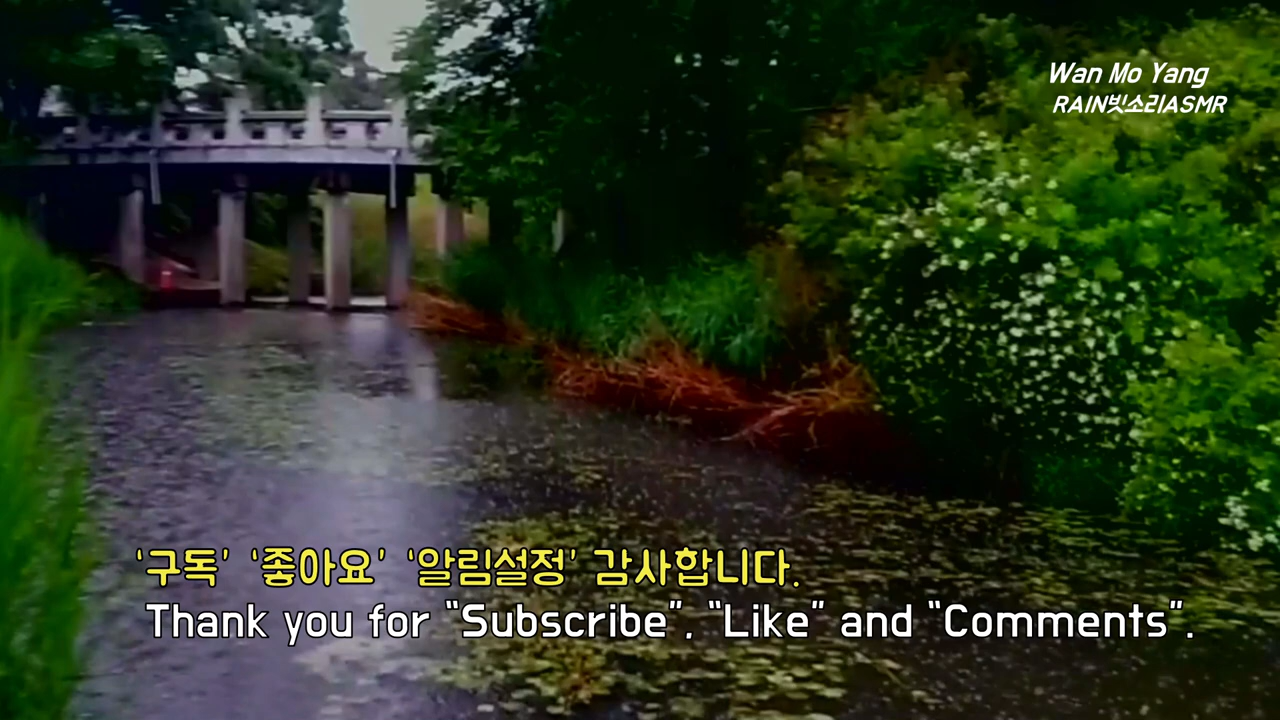 Wan Mo Yang
RAIN빗소리ASMR
‘구독’ ‘좋아요’ ‘알림설정’ 감사합니다.
Thank you for “Subscribe”, “Like” and “Comments”.